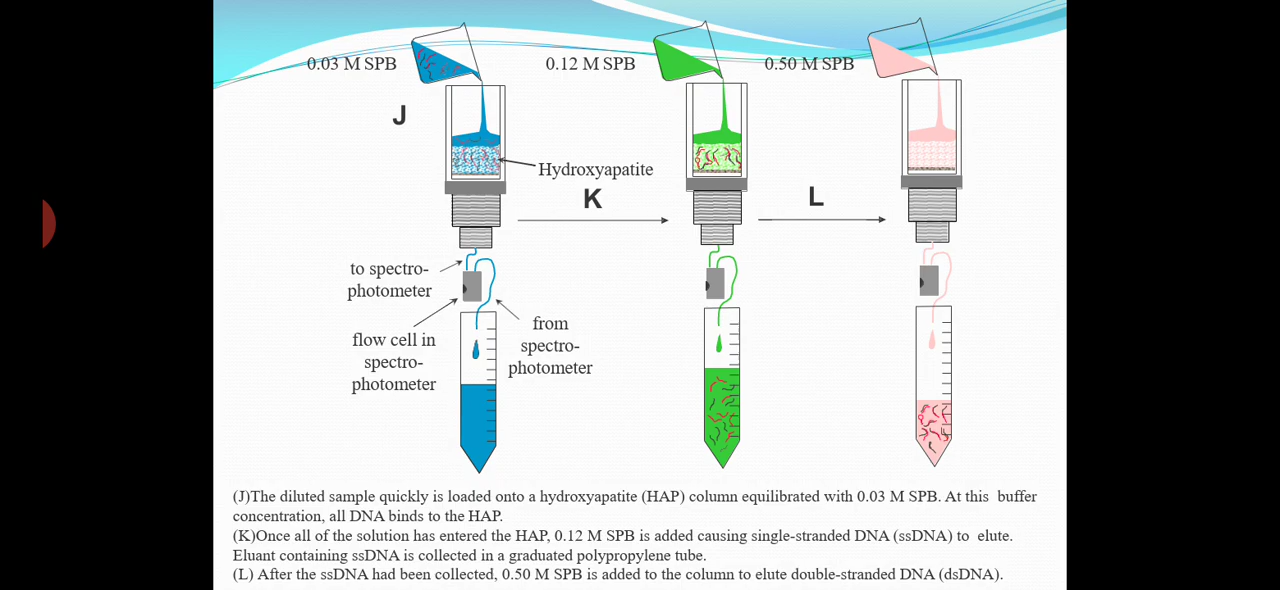 0.03 M SPB
0.12 M SPB
0.50 M SPB
J
Hydroxyapatite
K
L
to spectro-
photometer
flow cell in
spectro-
photometer
from
spectro-
photometer
(J)The diluted sample quickly is loaded onto a hydroxyapatite (HAP) column equilibrated with 0.03 M SPB. At this buffer
concentration, all DNA binds to the HAP.
(K)Once all of the solution has entered the HAP, 0.12 M SPB is added causing single-stranded DNA (ssDNA) to elute.
Eluant containing ssDNA is collected in a graduated polypropylene tube.
(L) After the ssDNA had been collected, 0.50 M SPB is added to the column to elute double-stranded DNA (dsDNA).